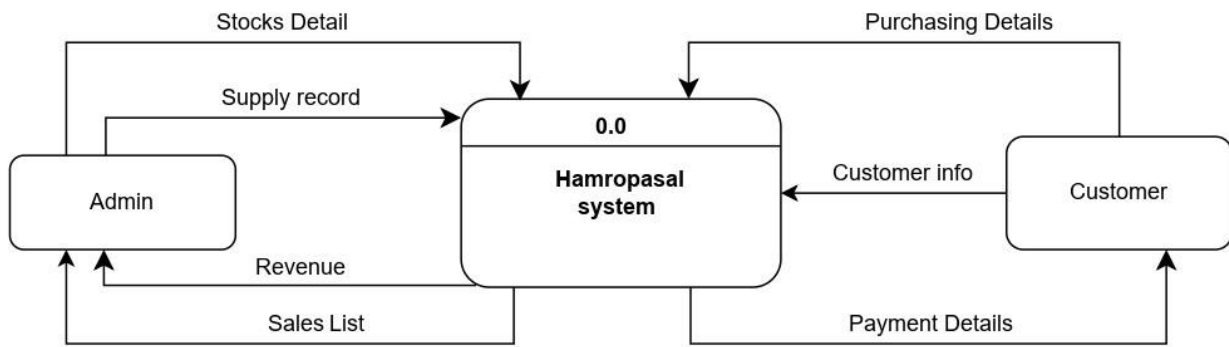 Stocks Detail
Purchasing Details
Supply record
0.0
Hamropasal
system
Customer info
Admin
Customer
Revenue
Sales List
Payment Details